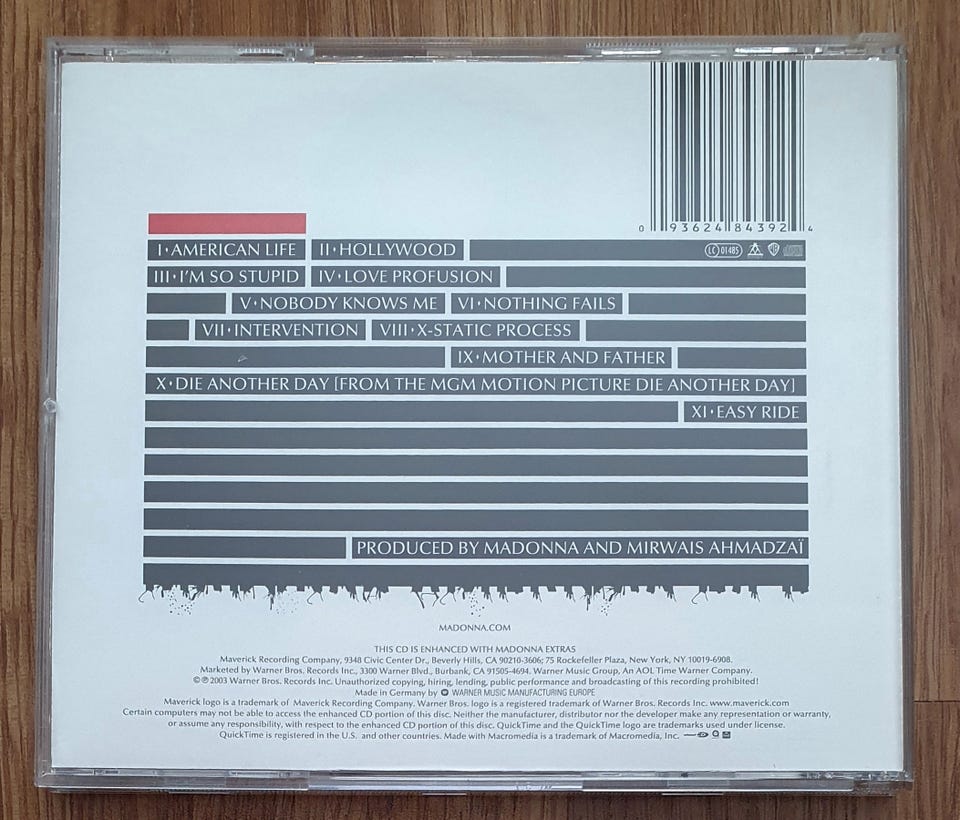 0 93624 84392 4
I•AMERICAN LIFE II•HOLLYWOOD LC 01485
III•I'M SO STUPID IV•LOVE PROFUSION
V•NOBODY KNOWS ME VI•NOTHING FAILS
VII•INTERVENTION VIII•X-STATIC PROCESS
IX•MOTHER AND FATHER
X•DIE ANOTHER DAY [FROM THE MGM MOTION PICTURE DIE ANOTHER DAY]
XI•EASY RIDE
PRODUCED BY MADONNA AND MIRWAIS AHMADZAÏ
MADONNA.COM
THIS CD IS ENHANCED WITH MADONNA EXTRAS
Maverick Recording Company, 9348 Civic Center Dr., Beverly Hills, CA 90210-3606; 75 Rockefeller Plaza, New York, NY 10019-6908.
Marketed by Warner Bros. Records Inc., 3300 Warner Blvd., Burbank, CA 91505-4694. Warner Music Group, An AOL Time Warner Company.
©℗ 2003 Warner Bros. Records Inc. Unauthorized copying, hiring, lending, public performance and broadcasting of this recording prohibited!
Made in Germany by WARNER MUSIC MANUFACTURING EUROPE
Maverick logo is a trademark of Maverick Recording Company. Warner Bros. logo is a registered trademark of Warner Bros. Records Inc. www.maverick.com
Certain computers may not be able to access the enhanced CD portion of this disc. Neither the manufacturer, distributor nor the developer make any representation or warranty,
or assume any responsibility, with respect to the enhanced CD portion of this disc. QuickTime and the QuickTime logo are trademarks used under license.
QuickTime is registered in the U.S. and other countries. Made with Macromedia is a trademark of Macromedia, Inc.